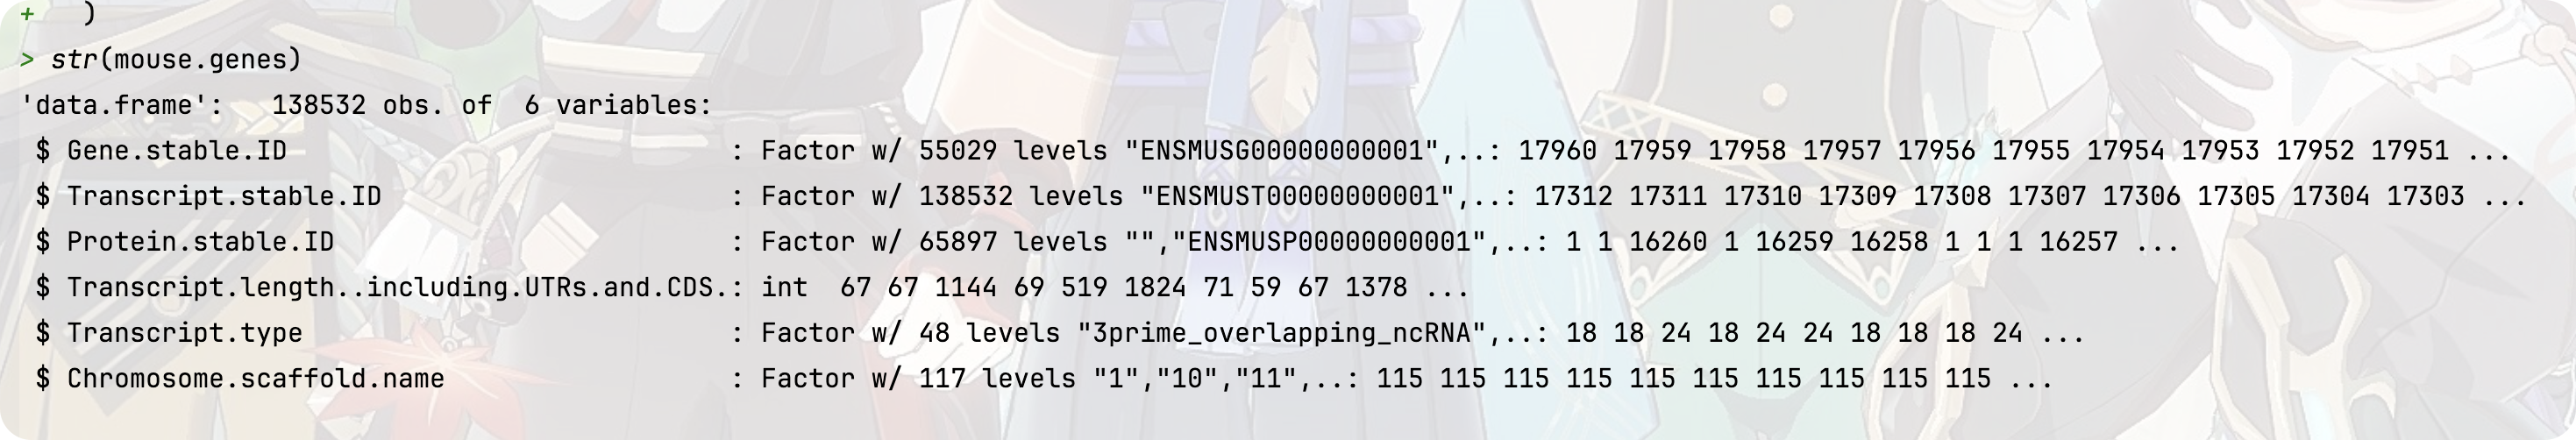 +    )
> str(mouse.genes)
'data.frame':   138532 obs. of  6 variables:
 $ Gene.stable.ID                            : Factor w/ 55029 levels "ENSMUSG00000000001",..: 17960 17959 17958 17957 17956 17955 17954 17953 17952 17951 ...
 $ Transcript.stable.ID                      : Factor w/ 138532 levels "ENSMUST00000000001",..: 17312 17311 17310 17309 17308 17307 17306 17305 17304 17303 ...
 $ Protein.stable.ID                         : Factor w/ 65897 levels "","ENSMUSP00000000001",..: 1 1 16260 1 16259 16258 1 1 1 16257 ...
 $ Transcript.length..including.UTRs.and.CDS.: int  67 67 1144 69 519 1824 71 59 67 1378 ...
 $ Transcript.type                           : Factor w/ 48 levels "3prime_overlapping_ncRNA",..: 18 18 24 18 24 24 18 18 18 24 ...
 $ Chromosome.scaffold.name                  : Factor w/ 117 levels "1","10","11",..: 115 115 115 115 115 115 115 115 115 115 ...